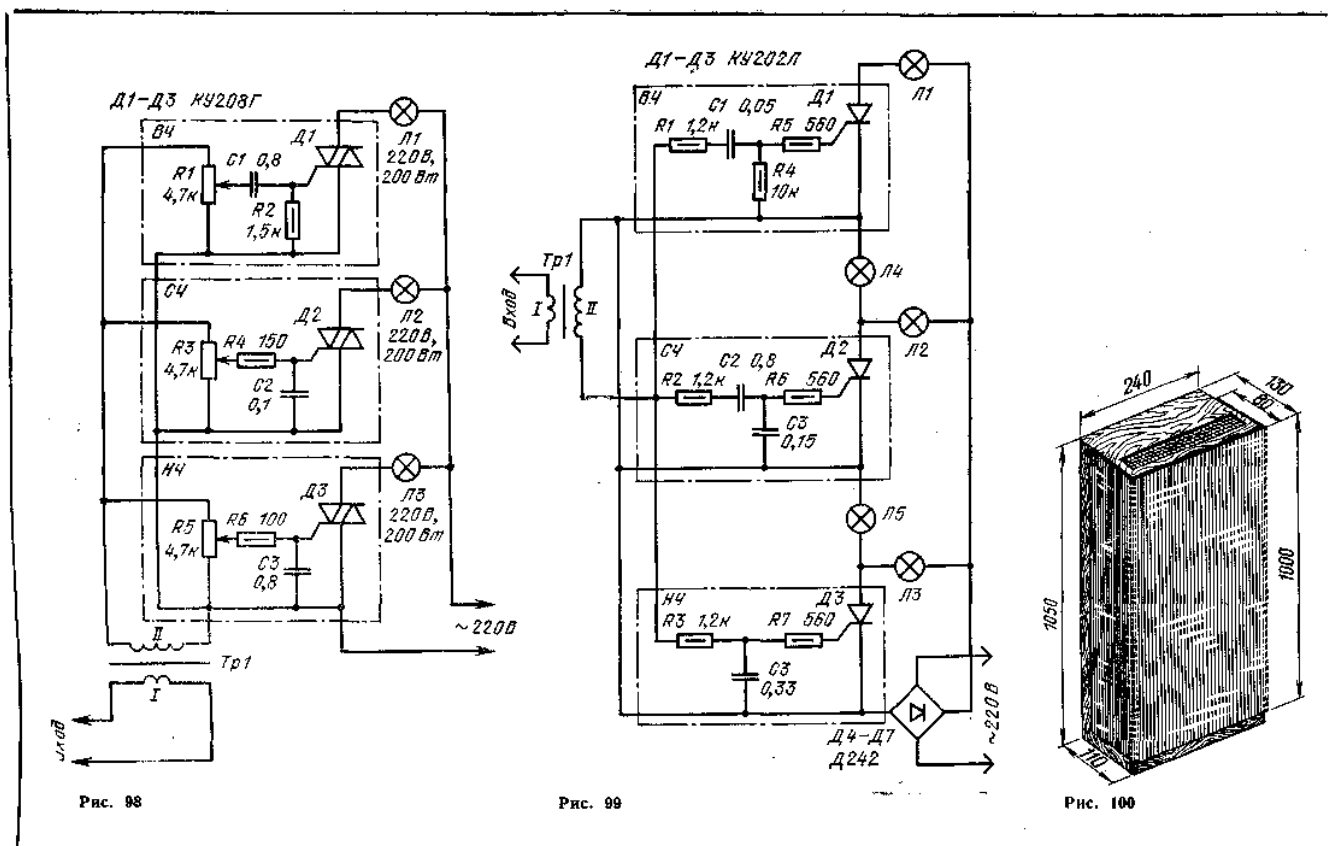 Д1-Д3 КУ208Г
ВЧ
R1
4,7к
C1 0,8
R2
1,5к
Д1
Л1
220В,
200Вт
СЧ
R3
4,7к
R4 150
C2
0,1
Д2
Л2
220В,
200Вт
НЧ
R5
4,7к
R6 100
C3
0,8
Д3
Л3
220В,
200Вт
~220В
II
Тр1
I
Рис. 98
Д1-Д3 КУ202Л
ВЧ
R1 1,2к
C1 0,05
R5 560
R4
10к
Д1
Л1
Тр1
Вход
I
II
Л4
Л2
СЧ
R2 1,2к
C2 0,8
R6 560
C3
0,15
Д2
Л5
Л3
НЧ
R3 1,2к
R7 560
C3
0,33
Д3
Д4-Д7
Д242
~220В
Рис. 99
240
130
80
1050
1000
110
Рис. 100